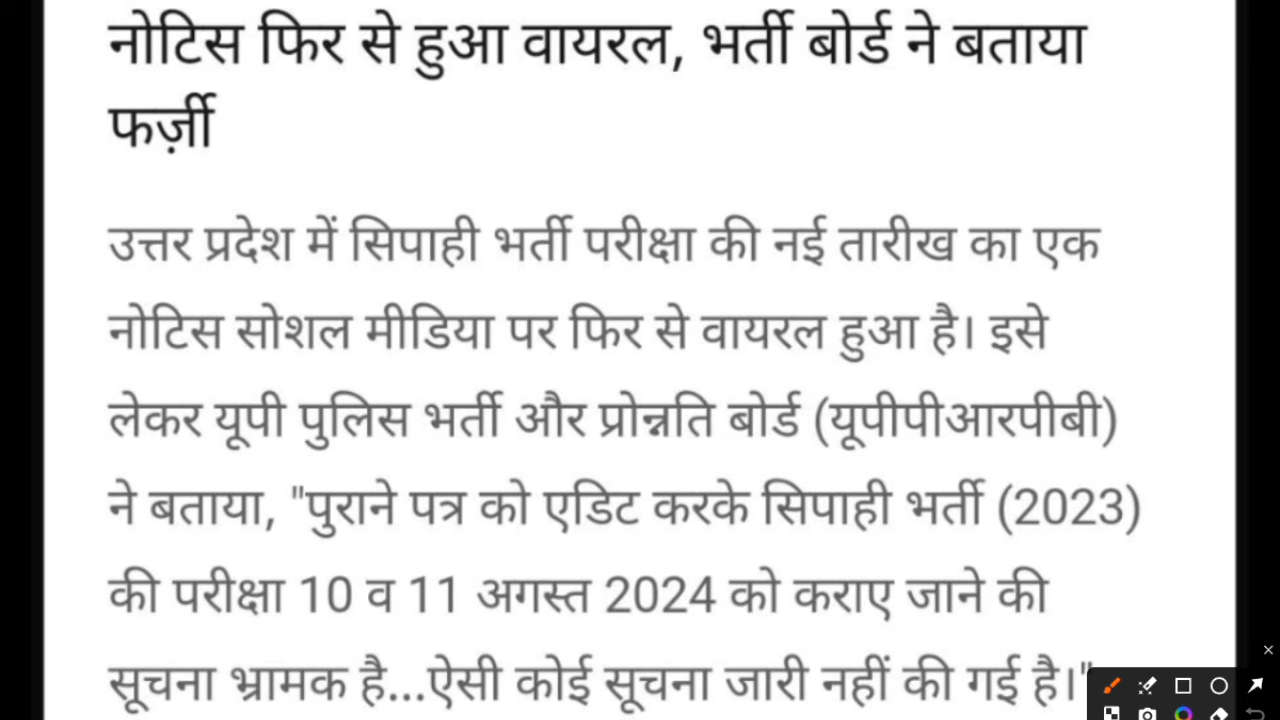 नोटिस फिर से हुआ वायरल, भर्ती बोर्ड ने बताया
फर्ज़ी
उत्तर प्रदेश में सिपाही भर्ती परीक्षा की नई तारीख का एक
नोटिस सोशल मीडिया पर फिर से वायरल हुआ है। इसे
लेकर यूपी पुलिस भर्ती और प्रोन्नति बोर्ड (यूपीपीआरपीबी)
ने बताया, "पुराने पत्र को एडिट करके सिपाही भर्ती (2023)
की परीक्षा 10 व 11 अगस्त 2024 को कराए जाने की
सूचना भ्रामक है...ऐसी कोई सूचना जारी नहीं की गई है।"